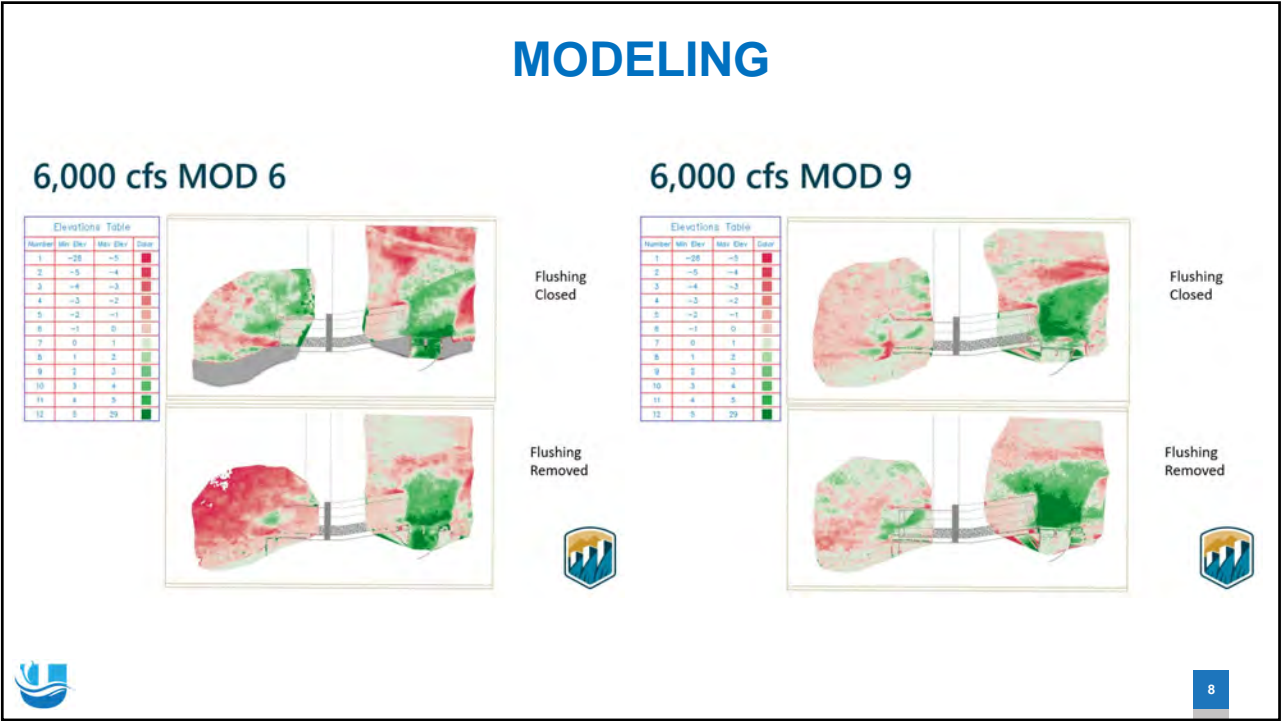 MODELING
6,000 cfs MOD 6
Elevations Table
Number Min Elev Max Elev Color
1 -26 -5
2 -5 -4
3 -4 -3
4 -3 -2
5 -2 -1
6 -1 0
7 0 1
8 1 2
9 2 3
10 3 4
11 4 5
12 5 29
Flushing
Closed
Flushing
Removed
6,000 cfs MOD 9
Elevations Table
Number Min Elev Max Elev Color
1 -26 -5
2 -5 -4
3 -4 -3
4 -3 -2
5 -2 -1
6 -1 0
7 0 1
8 1 2
9 2 3
10 3 4
11 4 5
12 5 29
Flushing
Closed
Flushing
Removed
8